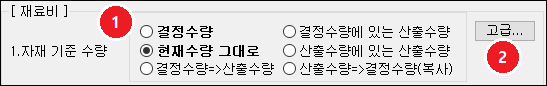 [ 재료비 ]
1
결정수량
결정수량에 있는 산출수량
고급...
1.자재 기준 수량
현재수량 그대로
산출수량에 있는 산출수량
2
결정수량=>산출수량
산출수량=>결정수량(복사)